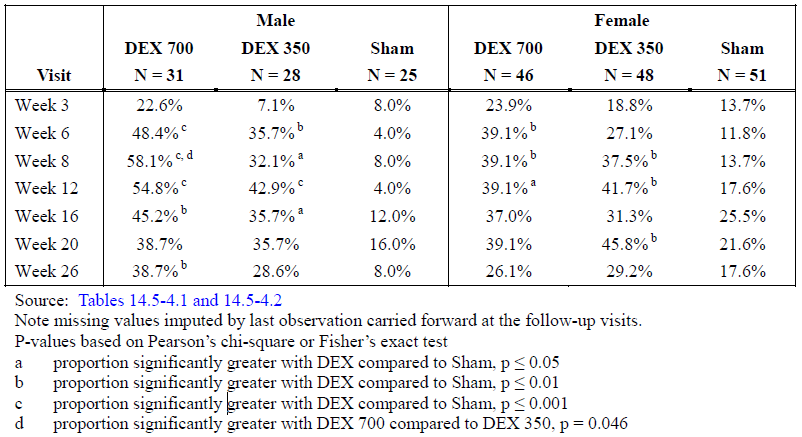 Male Female
DEX 700 DEX 350 Sham DEX 700 DEX 350 Sham
Visit N = 31 N = 28 N = 25 N = 46 N = 48 N = 51
Week 3 22.6% 7.1% 8.0% 23.9% 18.8% 13.7%
Week 6 48.4% c 35.7% b 4.0% 39.1% b 27.1% 11.8%
Week 8 58.1% c, d 32.1% a 8.0% 39.1% b 37.5% b 13.7%
Week 12 54.8% c 42.9% c 4.0% 39.1% a 41.7% b 17.6%
Week 16 45.2% b 35.7% a 12.0% 37.0% 31.3% 25.5%
Week 20 38.7% 35.7% 16.0% 39.1% 45.8% b 21.6%
Week 26 38.7% b 28.6% 8.0% 26.1% 29.2% 17.6%
Source: Tables 14.5-4.1 and 14.5-4.2
Note missing values imputed by last observation carried forward at the follow-up visits.
P-values based on Pearson's chi-square or Fisher's exact test
a proportion significantly greater with DEX compared to Sham, p ≤ 0.05
b proportion significantly greater with DEX compared to Sham, p ≤ 0.01
c proportion significantly greater with DEX compared to Sham, p ≤ 0.001
d proportion significantly greater with DEX 700 compared to DEX 350, p = 0.046